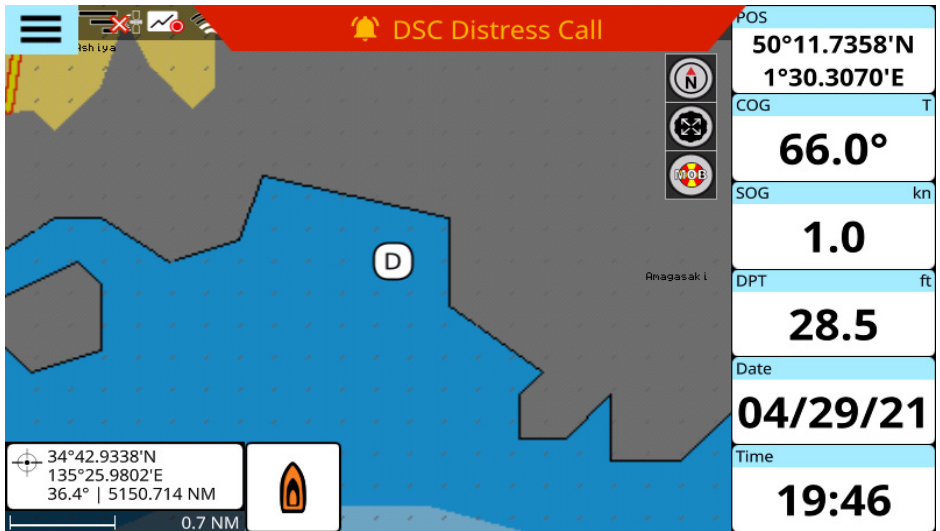 DSC Distress Call
Ashiya
N
MOB
D
Amagasaki
34°42.9338'N
135°25.9802'E
36.4° | 5150.714 NM
0.7 NM
POS
50°11.7358'N
1°30.3070'E
COG T
66.0°
SOG kn
1.0
DPT ft
28.5
Date
04/29/21
Time
19:46